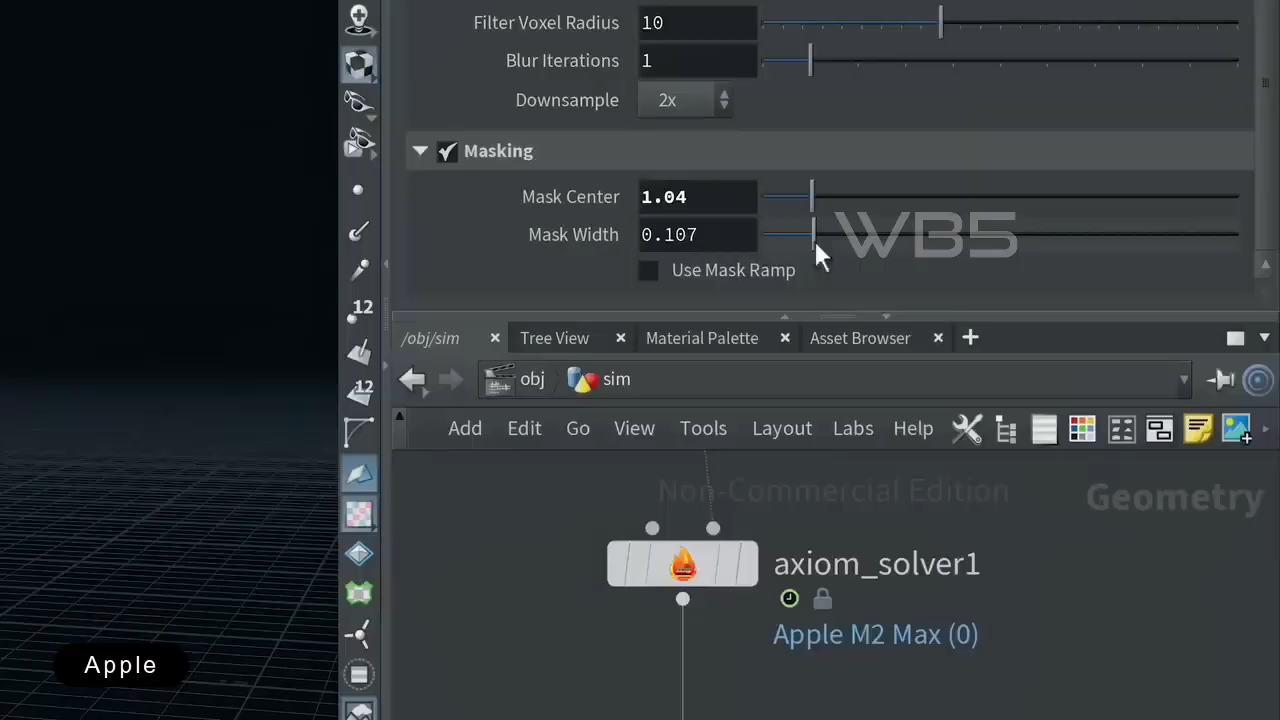 Filter Voxel Radius 10
Blur Iterations 1
Downsample 2x
Masking
Mask Center 1.04
Mask Width 0.107
WB5
Use Mask Ramp
12
12
/obj/sim × Tree View × Material Palette × Asset Browser × +
obj sim
Add Edit Go View Tools Layout Labs Help
Non-Commercial Edition
Geometry
axiom_solver1
Apple M2 Max (0)
Apple